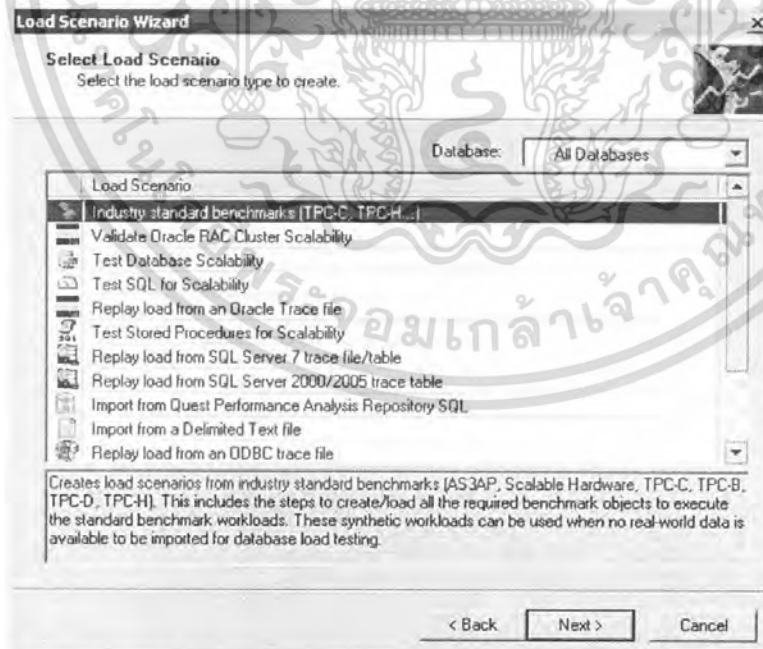 Load Scenario Wizard
Select Load Scenario
Select the load scenario type to create.
Database: All Databases
Load Scenario
Industry standard benchmarks (TPC-C, TPC-H...)
Validate Oracle RAC Cluster Scalability
Test Database Scalability
Test SQL for Scalability
Replay load from an Oracle Trace file
Test Stored Procedures for Scalability
Replay load from SQL Server 7 trace file/table
Replay load from SQL Server 2000/2005 trace table
Import from Quest Performance Analysis Repository SQL
Import from a Delimited Text file
Replay load from an ODBC trace file
Creates load scenarios from industry standard benchmarks (AS3AP, Scalable Hardware, TPC-C, TPC-B,
TPC-D, TPC-H). This includes the steps to create/load all the required benchmark objects to execute
the standard benchmark workloads. These synthetic workloads can be used when no real-world data is
available to be imported for database load testing.
< Back
Next >
Cancel